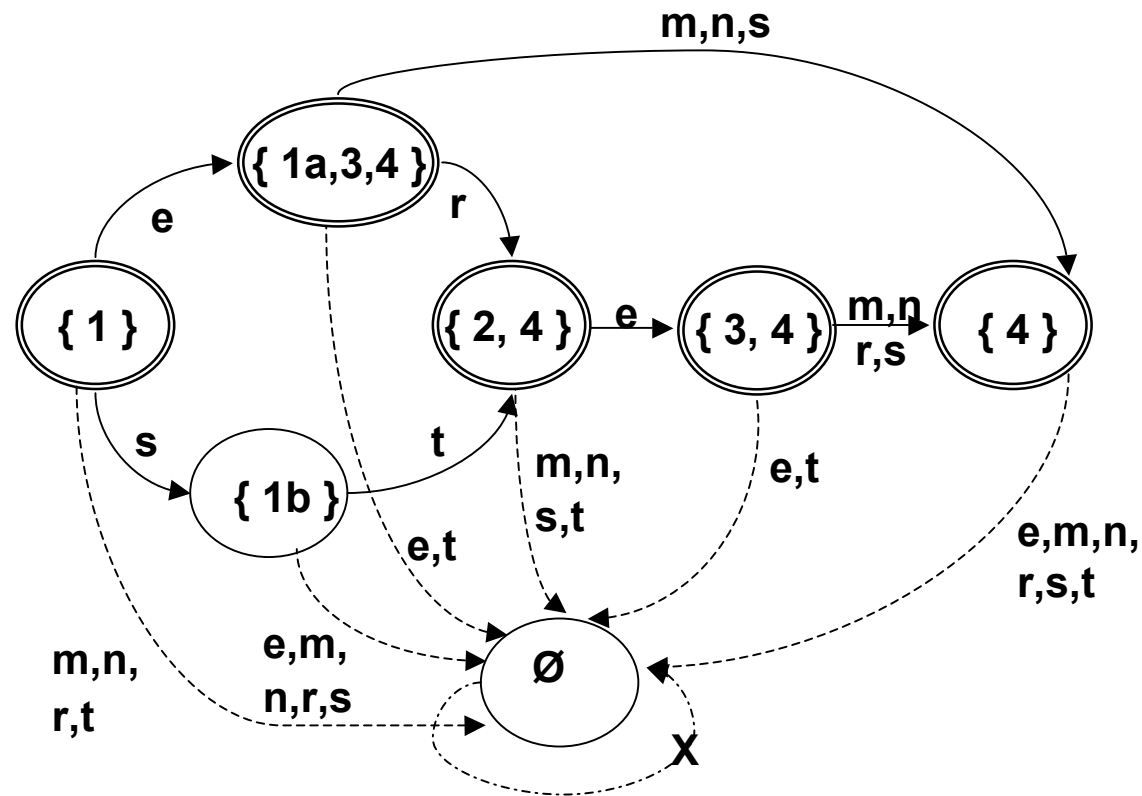 m,n,s
{ 1a,3,4 }
r
e
{ 1 }
{ 2, 4 }
e
{ 3, 4 }
m,n
r,s
{ 4 }
s
t
{ 1b }
m,n,
s,t
e,t
e,t
e,m,n,
r,s,t
m,n,
r,t
e,m,
n,r,s
Ø
X